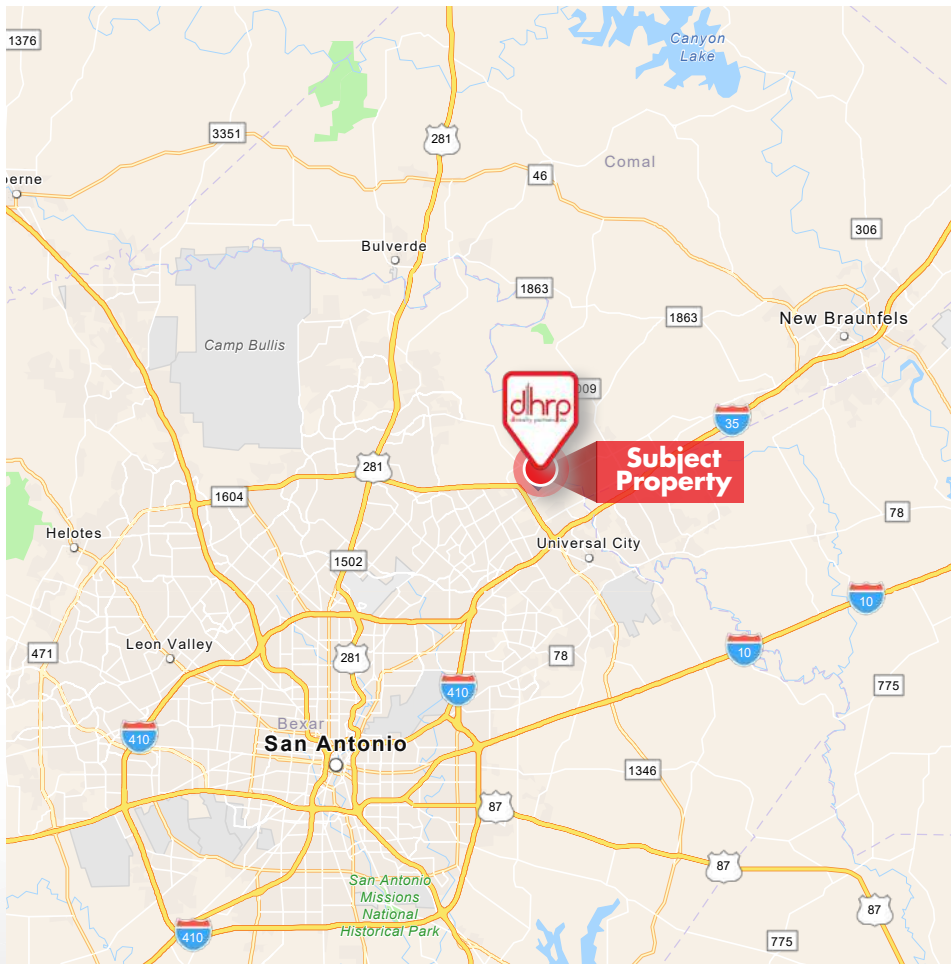 1376
Canyon
Lake
3351
281
46
Comal
erne
306
Bulverde
1863
1863
New Braunfels
Camp Bullis
009
dhrp
35
Subject
Property
281
1604
78
Helotes
Universal City
1502
10
Leon Valley
471
281
78
10
410
775
Bexar
410
San Antonio
1346
87
87
San Antonio
Missions
National
Historical Park
87
410
775